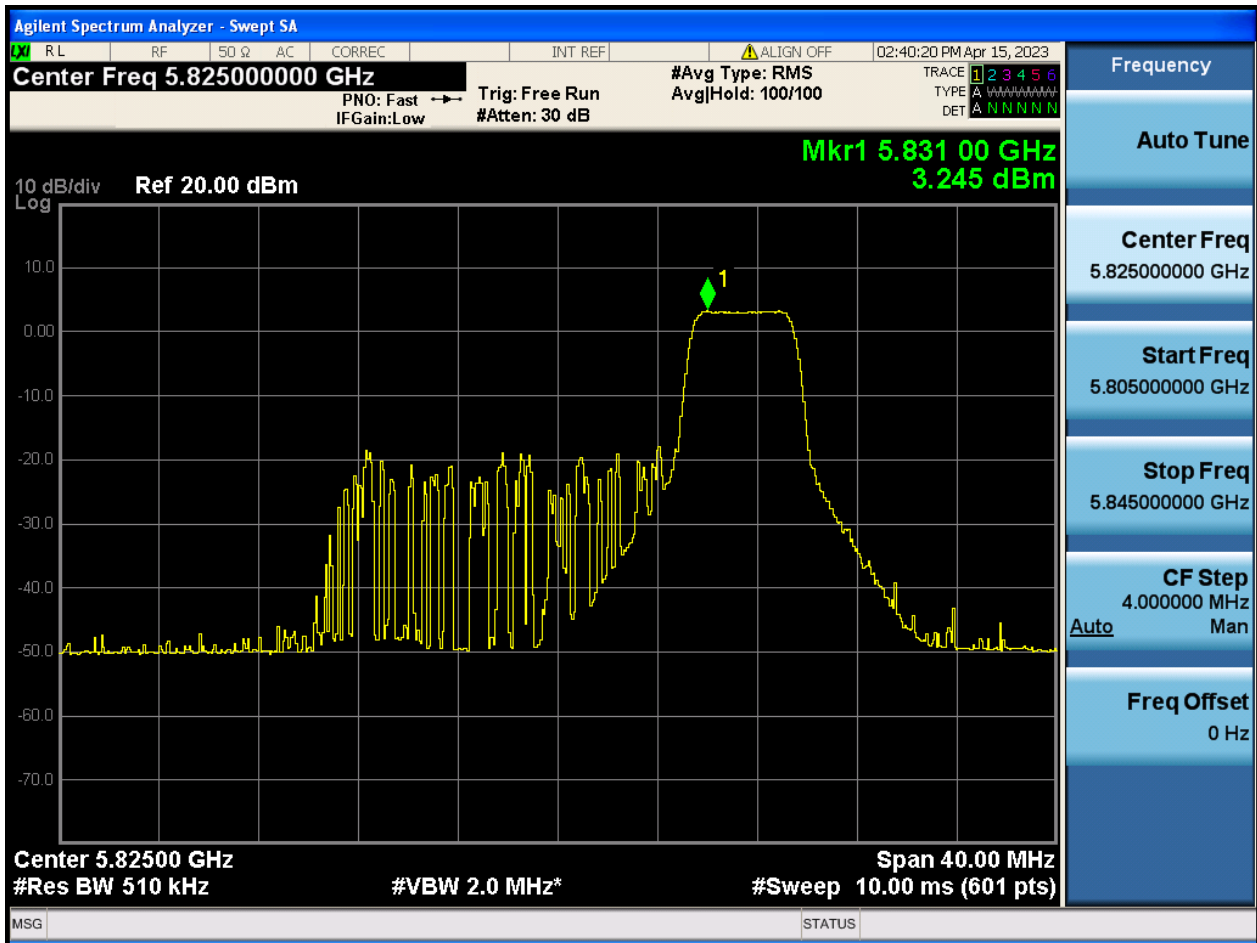 Agilent Spectrum Analyzer - Swept SA
LXI RL RF 50 Ω AC CORREC INT REF ALIGN OFF 02:40:20 PM Apr 15, 2023
Center Freq 5.825000000 GHz
PNO: Fast
IFGain:Low
Trig: Free Run
#Atten: 30 dB
#Avg Type: RMS
Avg|Hold: 100/100
TRACE 1 2 3 4 5 6
TYPE A WWWWW
DET A N N N N N
Mkr1 5.831 00 GHz
3.245 dBm
10 dB/div Ref 20.00 dBm
Log
10.0
0.00
-10.0
-20.0
-30.0
-40.0
-50.0
-60.0
-70.0
1
Center 5.82500 GHz Span 40.00 MHz
#Res BW 510 kHz #VBW 2.0 MHz* #Sweep 10.00 ms (601 pts)
MSG STATUS
Frequency
Auto Tune
Center Freq
5.825000000 GHz
Start Freq
5.805000000 GHz
Stop Freq
5.845000000 GHz
CF Step
4.000000 MHz
Auto Man
Freq Offset
0 Hz